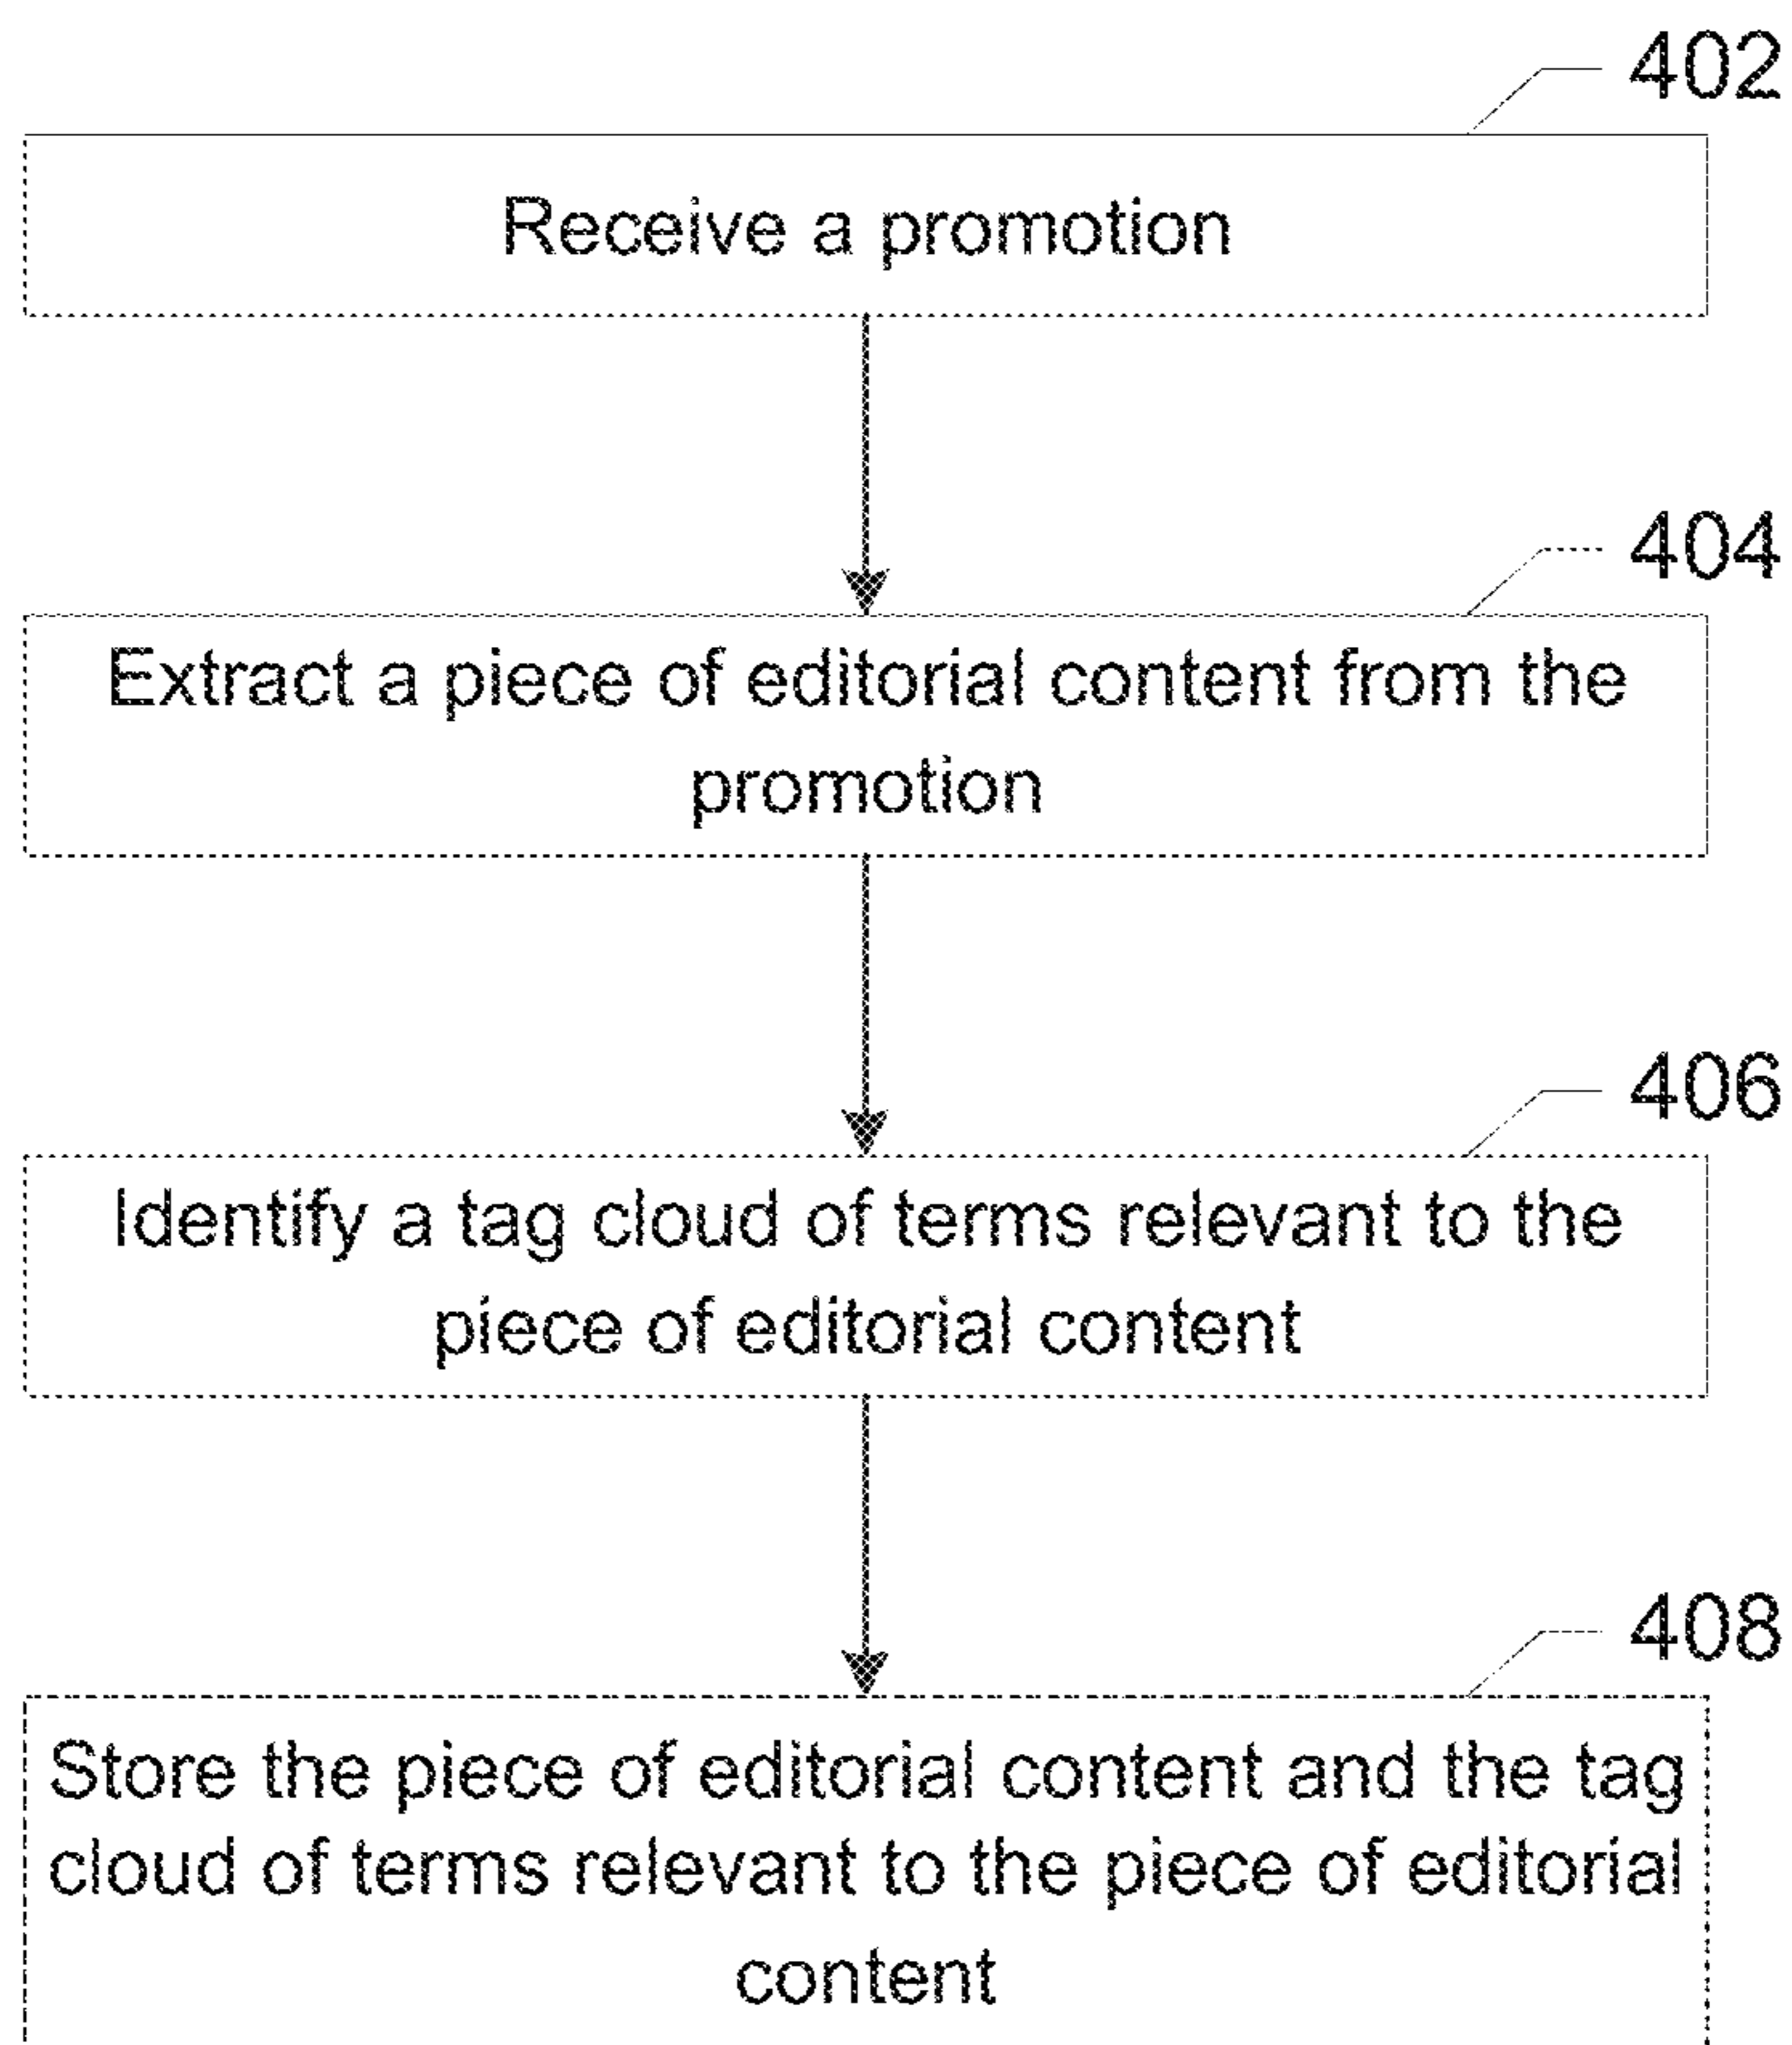 402
Receive a promotion
404
Extract a piece of editorial content from the
promotion
406
Identify a tag cloud of terms relevant to the
piece of editorial content
408
Store the piece of editorial content and the tag
cloud of terms relevant to the piece of editorial
content